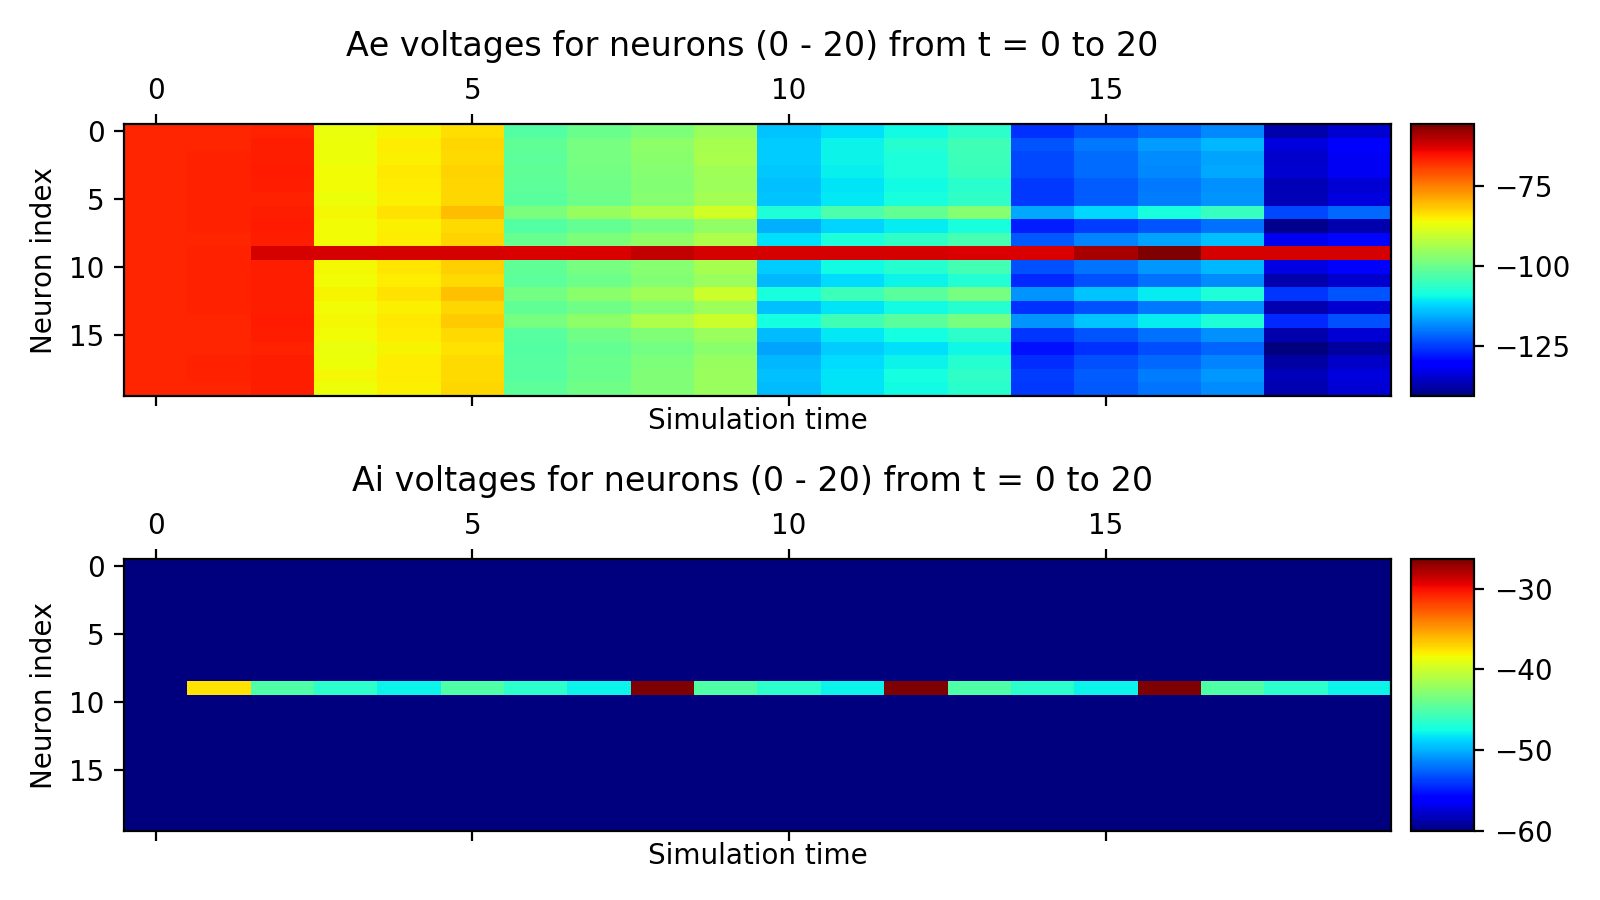 Ae voltages for neurons (0 - 20) from t = 0 to 20
0 5 10 15
Neuron index
0
5
10
15
Simulation time
−75
−100
−125
Ai voltages for neurons (0 - 20) from t = 0 to 20
0 5 10 15
Neuron index
0
5
10
15
Simulation time
−30
−40
−50
−60